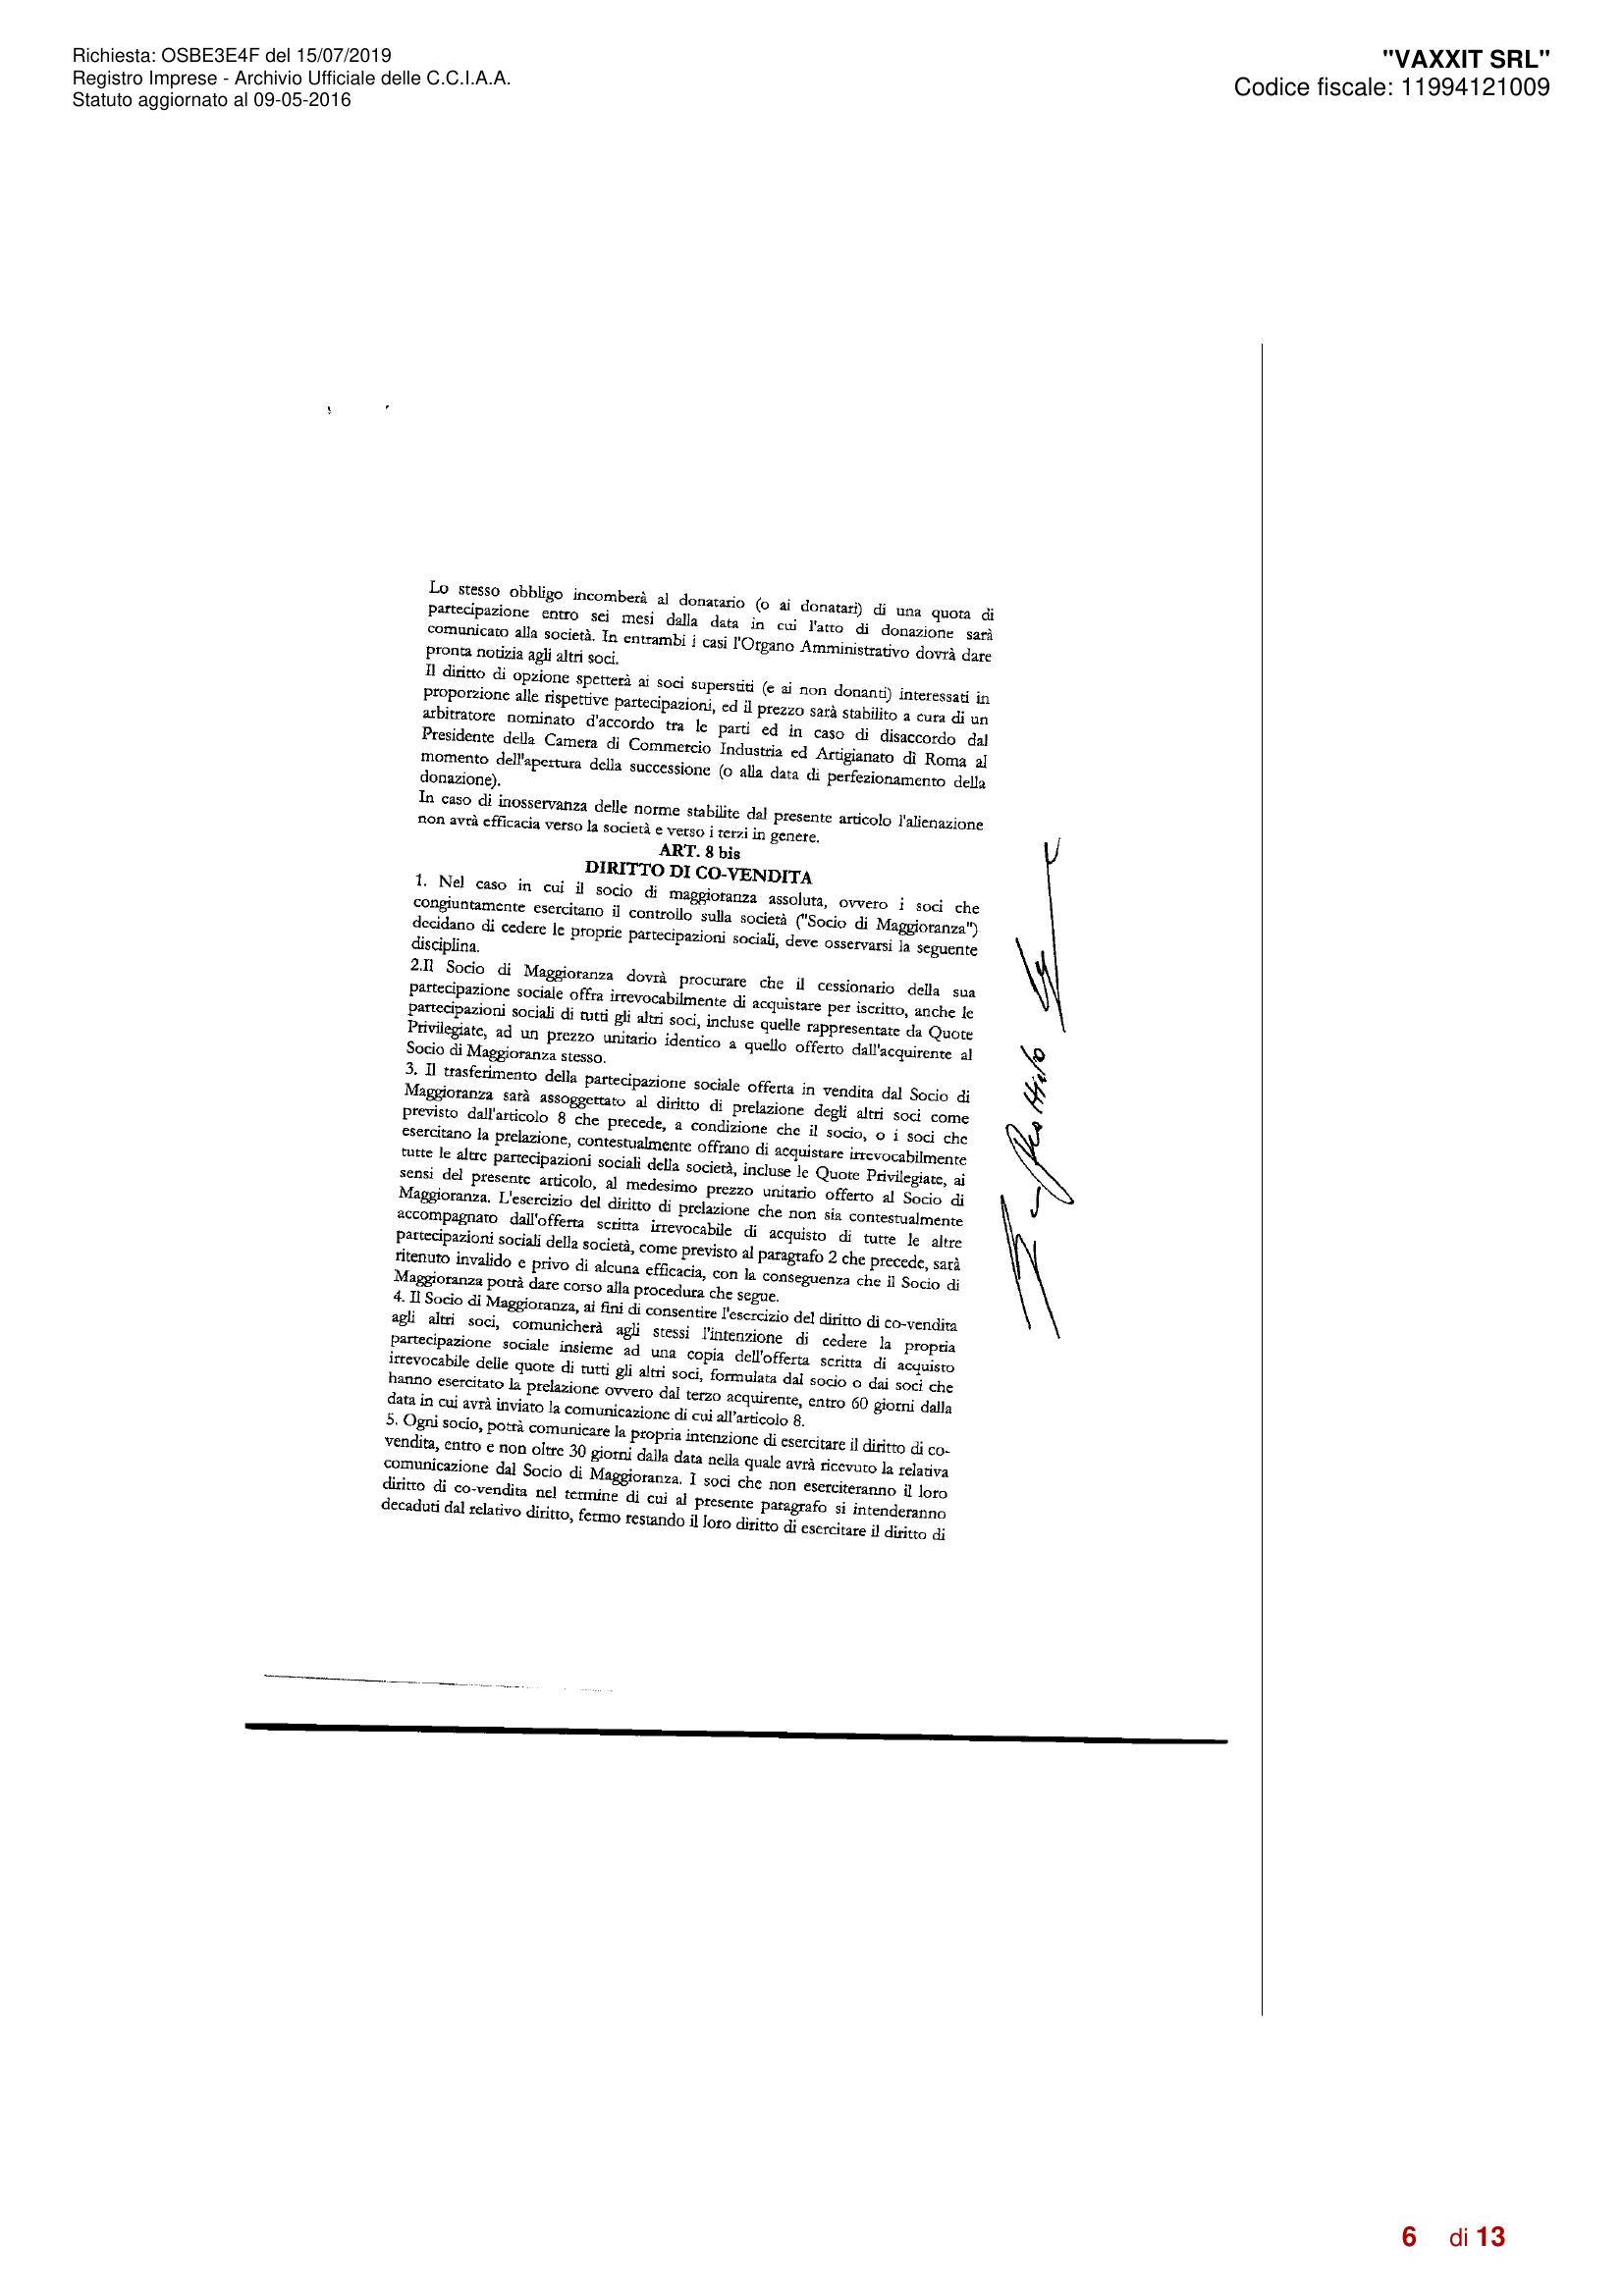 Richiesta: OSBE3E4F del 15/07/2019
Registro Imprese - Archivio Ufficiale delle C.C.I.A.A.
Statuto aggiornato al 09-05-2016
"VAXXIT SRL"
Codice fiscale: 11994121009
Lo stesso obbligo incomberà al donatario (o ai donatari) di una quota di
partecipazione entro sei mesi dalla data in cui l'atto di donazione sarà
comunicato alla società. In entrambi i casi l'Organo Amministrativo dovrà dare
pronta notizia agli altri soci.
Il diritto di opzione spetterà ai soci superstiti (e ai non donanti) interessati in
proporzione alle rispettive partecipazioni, ed il prezzo sarà stabilito a cura di un
arbitratore nominato d'accordo tra le parti ed in caso di disaccordo dal
Presidente della Camera di Commercio Industria ed Artigianato di Roma al
momento dell'apertura della successione (o alla data di perfezionamento della
donazione).
In caso di inosservanza delle norme stabilite dal presente articolo l'alienazione
non avrà efficacia verso la società e verso i terzi in genere.
ART. 8 bis
DIRITTO DI CO-VENDITA
1. Nel caso in cui il socio di maggioranza assoluta, ovvero i soci che
congiuntamente esercitano il controllo sulla società ("Socio di Maggioranza")
decidano di cedere le proprie partecipazioni sociali, deve osservarsi la seguente
disciplina.
2.Il Socio di Maggioranza dovrà procurare che il cessionario della sua
partecipazione sociale offra irrevocabilmente di acquistare per iscritto, anche le
partecipazioni sociali di tutti gli altri soci, incluse quelle rappresentate da Quote
Privilegiate, ad un prezzo unitario identico a quello offerto dall'acquirente al
Socio di Maggioranza stesso.
3. Il trasferimento della partecipazione sociale offerta in vendita dal Socio di
Maggioranza sarà assoggettato al diritto di prelazione degli altri soci come
previsto dall'articolo 8 che precede, a condizione che il socio, o i soci che
esercitano la prelazione, contestualmente offrano di acquistare irrevocabilmente
tutte le altre partecipazioni sociali della società, incluse le Quote Privilegiate, ai
sensi del presente articolo, al medesimo prezzo unitario offerto al Socio di
Maggioranza. L'esercizio del diritto di prelazione che non sia contestualmente
accompagnato dall'offerta scritta irrevocabile di acquisto di tutte le altre
partecipazioni sociali della società, come previsto al paragrafo 2 che precede, sarà
ritenuto invalido e privo di alcuna efficacia, con la conseguenza che il Socio di
Maggioranza potrà dare corso alla procedura che segue.
4. Il Socio di Maggioranza, ai fini di consentire l'esercizio del diritto di co-vendita
agli altri soci, comunicherà agli stessi l'intenzione di cedere la propria
partecipazione sociale insieme ad una copia dell'offerta scritta di acquisto
irrevocabile delle quote di tutti gli altri soci, formulata dal socio o dai soci che
hanno esercitato la prelazione ovvero dal terzo acquirente, entro 60 giorni dalla
data in cui avrà inviato la comunicazione di cui all'articolo 8.
5. Ogni socio, potrà comunicare la propria intenzione di esercitare il diritto di co-
vendita, entro e non oltre 30 giorni dalla data nella quale avrà ricevuto la relativa
comunicazione dal Socio di Maggioranza. I soci che non eserciteranno il loro
diritto di co-vendita nel termine di cui al presente paragrafo si intenderanno
decaduti dal relativo diritto, fermo restando il loro diritto di esercitare il diritto di
6 di 13